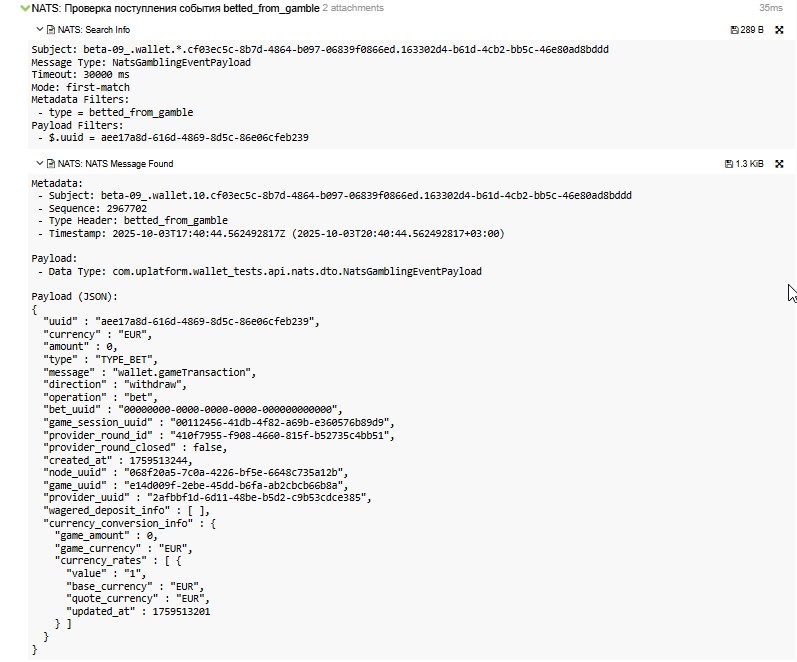 NATS: Проверка поступления события betted_from_gamble 2 attachments 35ms
NATS: Search Info 289 B
Subject: beta-09_.wallet.*.cf03ec5c-8b7d-4864-b097-06839f0866ed.163302d4-b61d-4cb2-bb5c-46e80ad8bddd
Message Type: NatsGamblingEventPayload
Timeout: 30000 ms
Mode: first-match
Metadata Filters:
 - type = betted_from_gamble
Payload Filters:
 - $.uuid = aee17a8d-616d-4869-8d5c-86e06cfeb239
NATS: NATS Message Found 1.3 KiB
Metadata:
 - Subject: beta-09_.wallet.10.cf03ec5c-8b7d-4864-b097-06839f0866ed.163302d4-b61d-4cb2-bb5c-46e80ad8bddd
 - Sequence: 2967702
 - Type Header: betted_from_gamble
 - Timestamp: 2025-10-03T17:40:44.562492817Z (2025-10-03T20:40:44.562492817+03:00)
Payload:
 - Data Type: com.uplatform.wallet_tests.api.nats.dto.NatsGamblingEventPayload
Payload (JSON):
{
  "uuid" : "aee17a8d-616d-4869-8d5c-86e06cfeb239",
  "currency" : "EUR",
  "amount" : 0,
  "type" : "TYPE_BET",
  "message" : "wallet.gameTransaction",
  "direction" : "withdraw",
  "operation" : "bet",
  "bet_uuid" : "00000000-0000-0000-0000-000000000000",
  "game_session_uuid" : "00112456-41db-4f82-a69b-e360576b89d9",
  "provider_round_id" : "410f7955-f908-4660-815f-b52735c4bb51",
  "provider_round_closed" : false,
  "created_at" : 1759513244,
  "node_uuid" : "068f20a5-7c0a-4226-bf5e-6648c735a12b",
  "game_uuid" : "e14d009f-2ebe-45dd-b6fa-ab2cbcb66b8a",
  "provider_uuid" : "2afbbf1d-6d11-48be-b5d2-c9b53cdce385",
  "wagered_deposit_info" : [ ],
  "currency_conversion_info" : {
    "game_amount" : 0,
    "game_currency" : "EUR",
    "currency_rates" : [ {
      "value" : "1",
      "base_currency" : "EUR",
      "quote_currency" : "EUR",
      "updated_at" : 1759513201
    } ]
  }
}